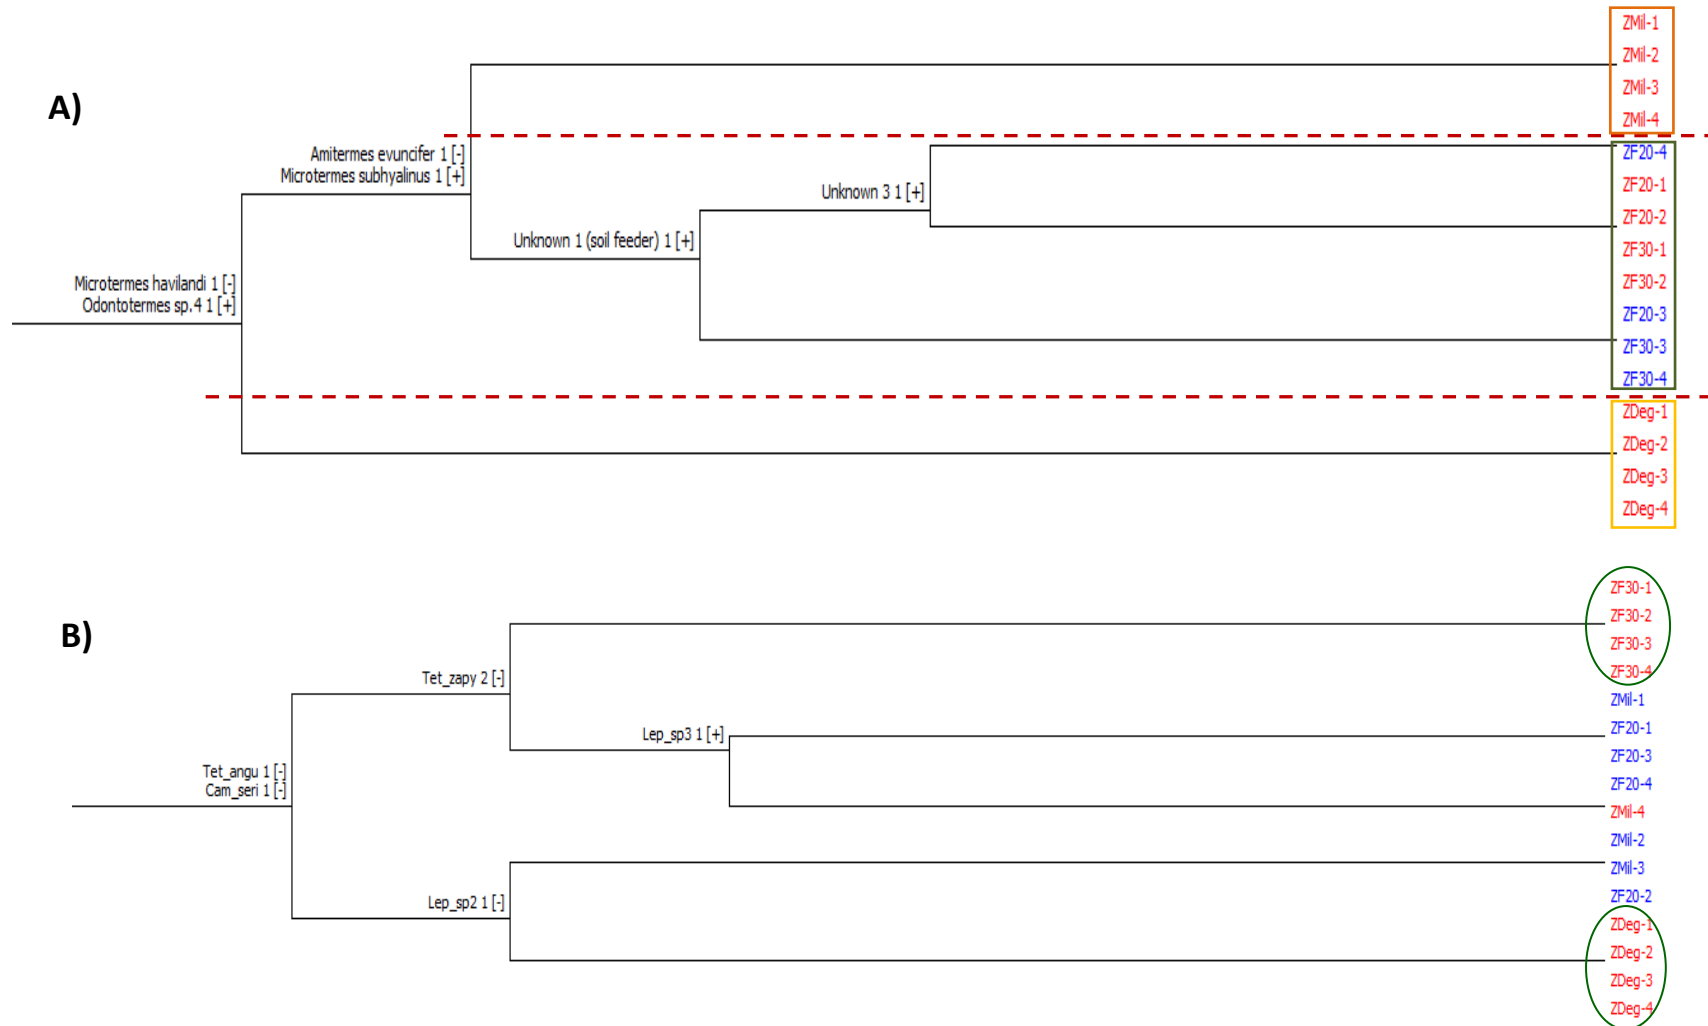 A)
ZMil-1
ZMil-2
ZMil-3
ZMil-4
Amitermes evuncifer 1 [-]
Microtermes subhyalinus 1 [+]
Unknown 3 1 [+]
Unknown 1 (soil feeder) 1 [+]
Microtermes havilandi 1 [-]
Odontotermes sp.4 1 [+]
ZF20-4
ZF20-1
ZF20-2
ZF30-1
ZF30-2
ZF20-3
ZF30-3
ZF30-4
ZDeg-1
ZDeg-2
ZDeg-3
ZDeg-4
B)
Tet_zapy 2 [-]
Lep_sp3 1 [+]
Tet_angu 1 [-]
Cam_seri 1 [-]
Lep_sp2 1 [-]
ZF30-1
ZF30-2
ZF30-3
ZF30-4
ZMil-1
ZF20-1
ZF20-3
ZF20-4
ZMil-4
ZMil-2
ZMil-3
ZF20-2
ZDeg-1
ZDeg-2
ZDeg-3
ZDeg-4